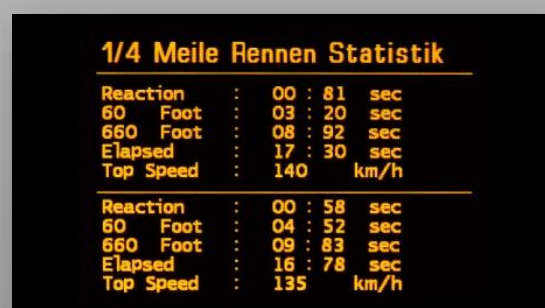 1/4 Meile Rennen Statistik
Reaction : 00 : 81 sec
60 Foot : 03 : 20 sec
660 Foot : 08 : 92 sec
Elapsed : 17 : 30 sec
Top Speed : 140 km/h
Reaction : 00 : 58 sec
60 Foot : 04 : 52 sec
660 Foot : 09 : 83 sec
Elapsed : 16 : 78 sec
Top Speed : 135 km/h